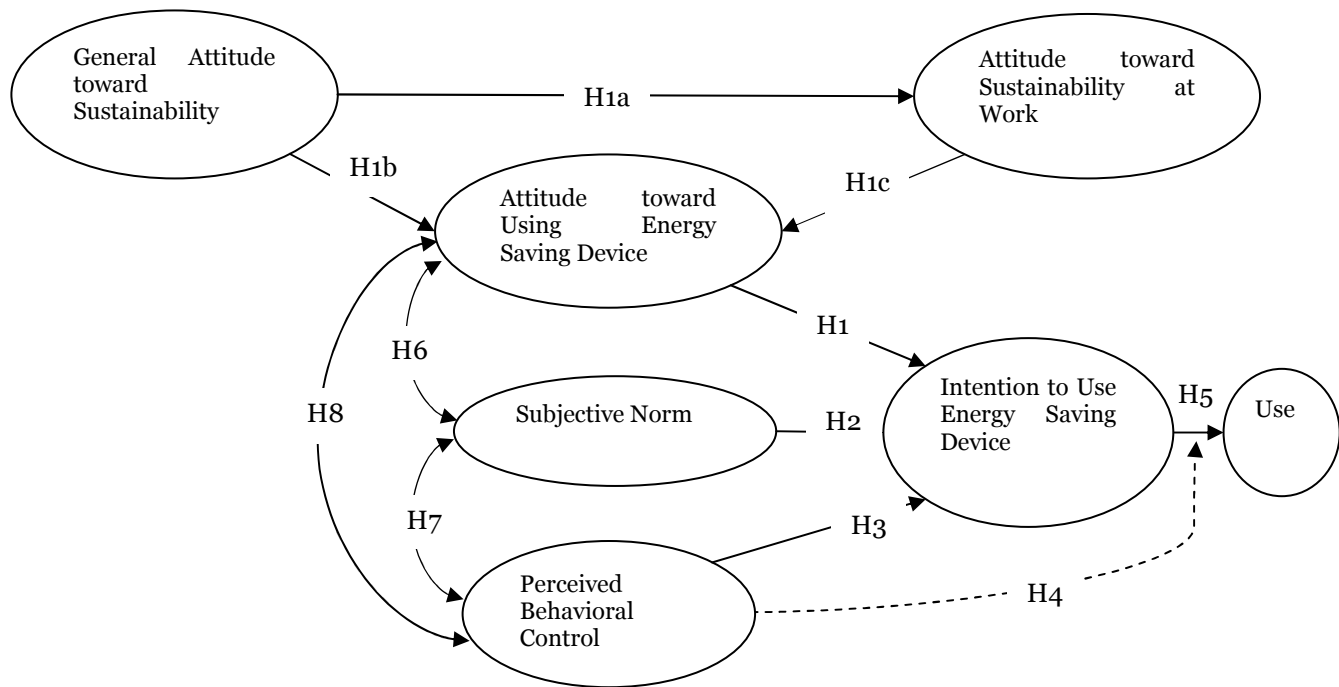 General Attitude
toward
Sustainability
Attitude toward
Sustainability at
Work
H1a
H1b
H1c
Attitude toward
Using Energy
Saving Device
H1
H6
H8
Subjective Norm
H2
Intention to Use
Energy Saving
Device
H5
Use
H7
H3
Perceived
Behavioral
Control
H4